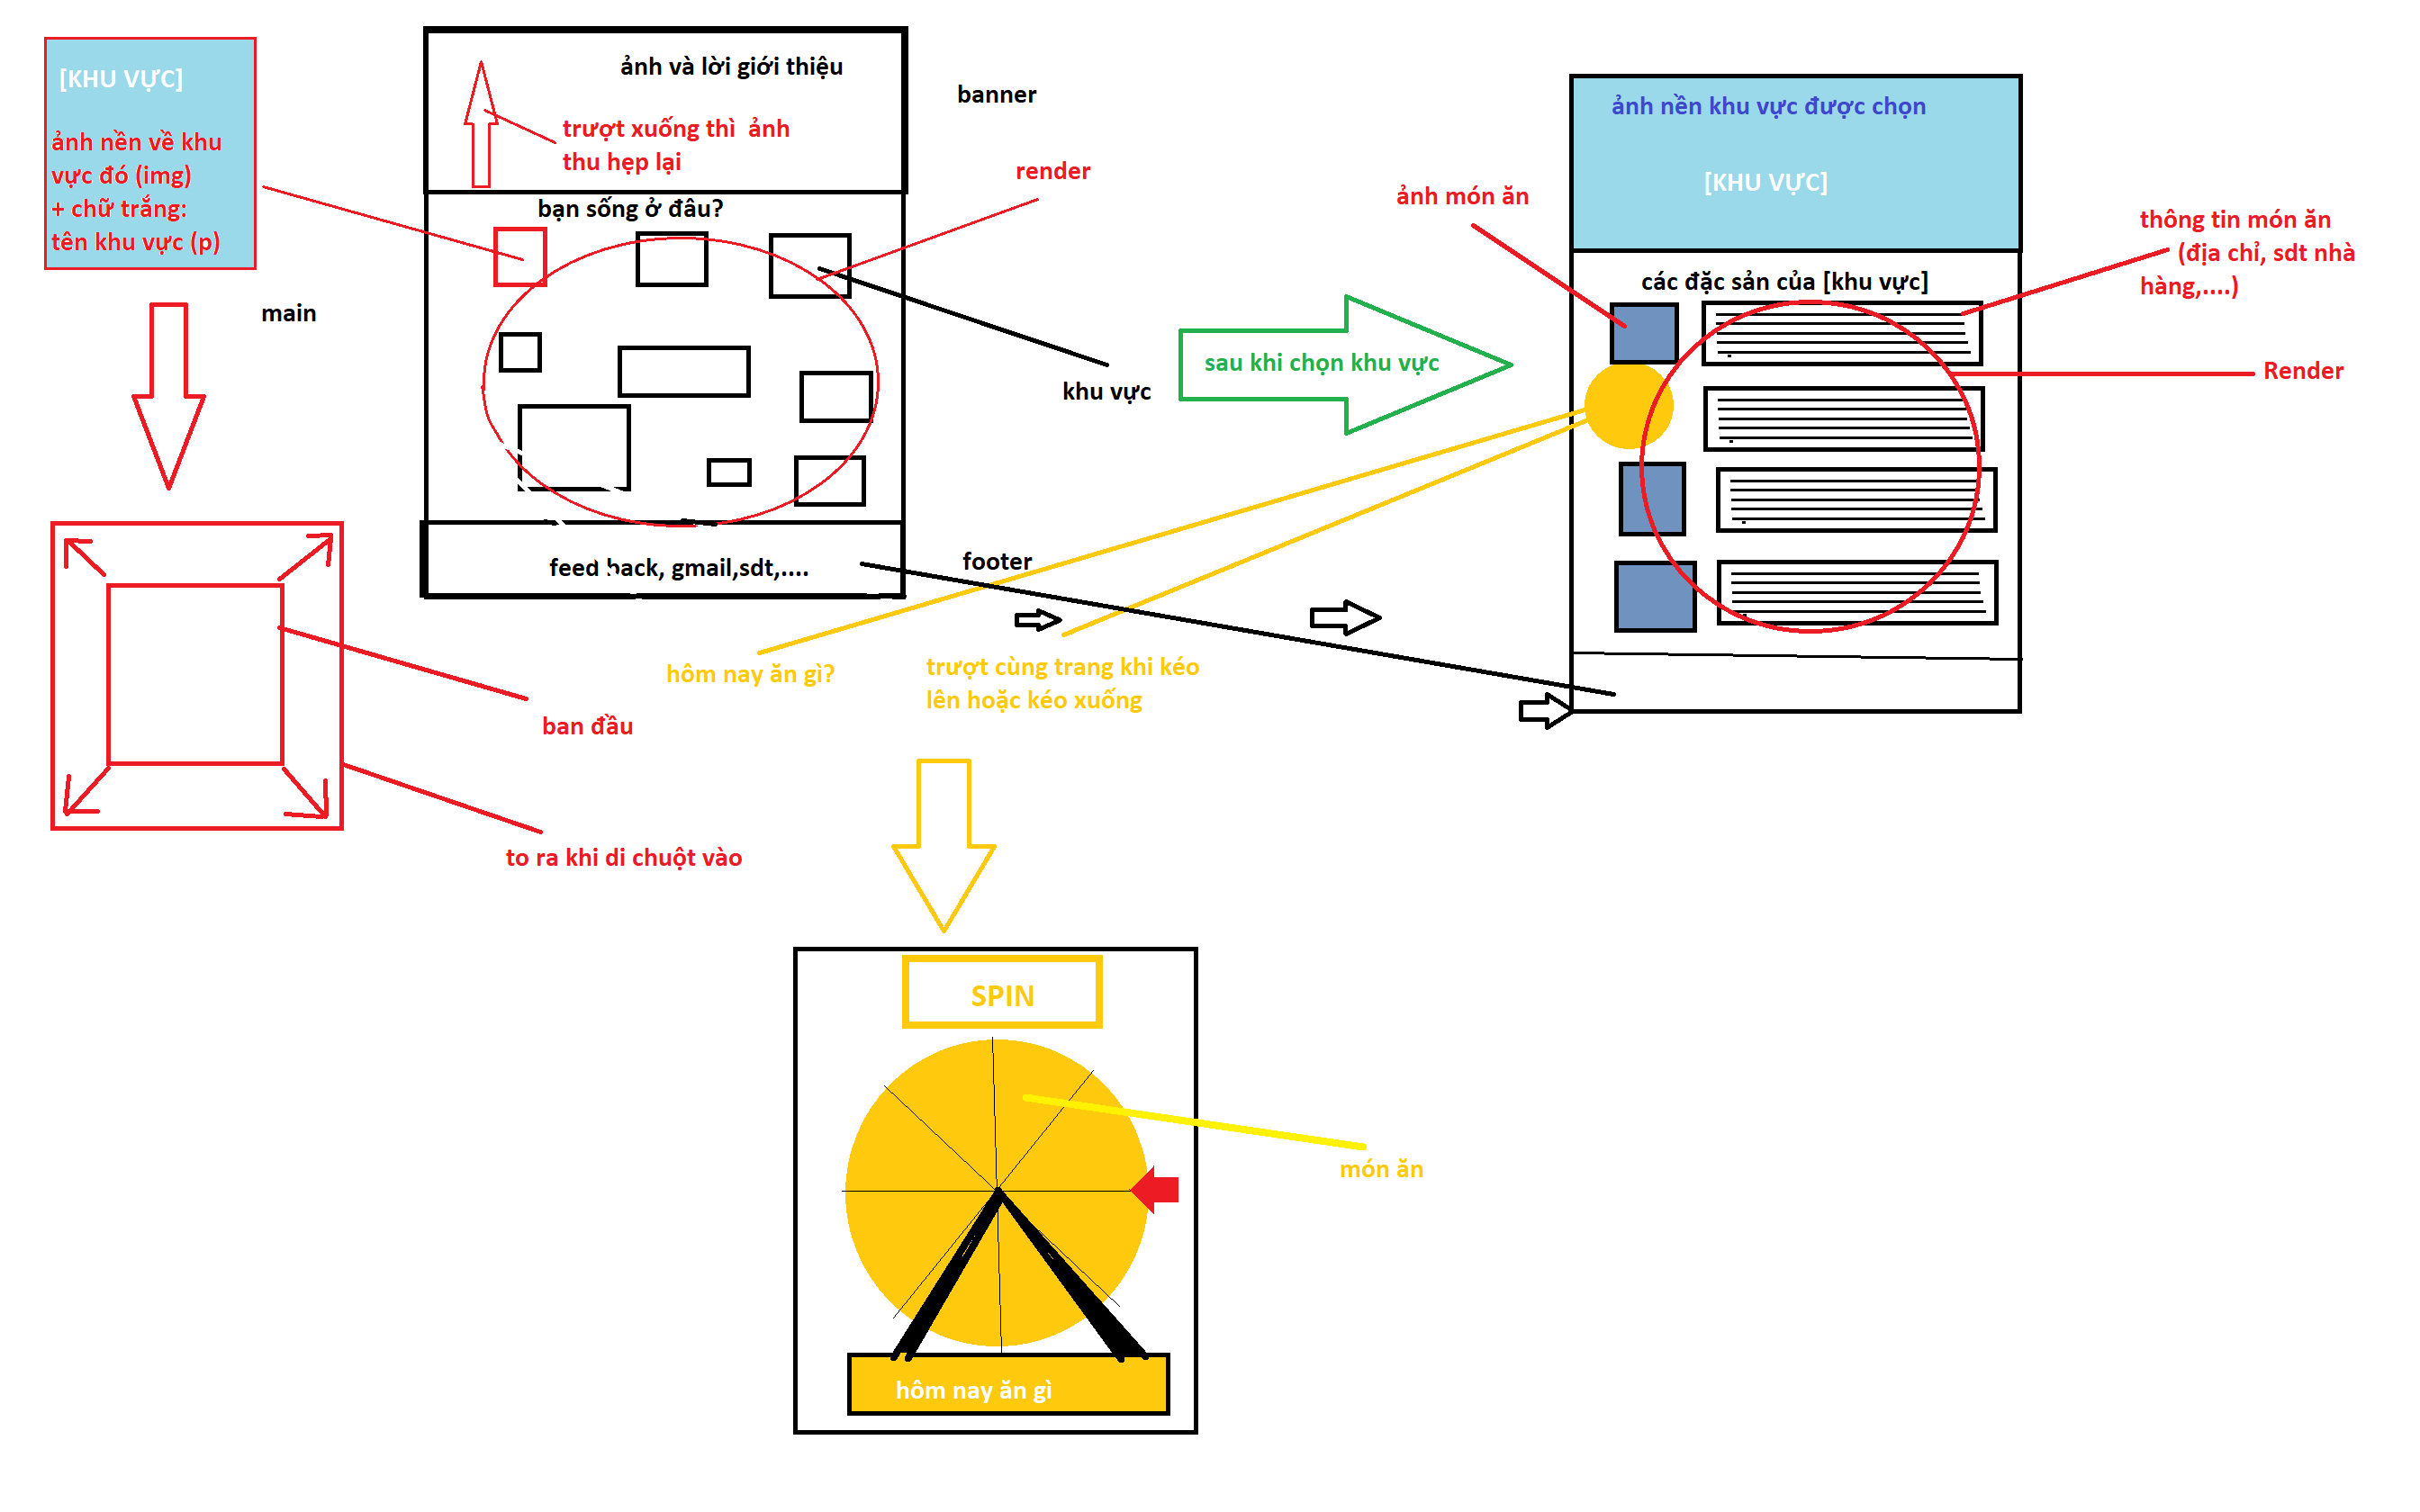 [KHU VỰC]
ảnh nền về khu
vực đó (img)
+ chữ trắng:
tên khu vực (p)
main
ảnh và lời giới thiệu
trượt xuống thì  ảnh
thu hẹp lại
banner
render
bạn sống ở đâu?
khu vực
feed back, gmail,sdt,....
footer
sau khi chọn khu vực
ảnh nền khu vực được chọn
[KHU VỰC]
ảnh món ăn
các đặc sản của [khu vực]
thông tin món ăn
(địa chỉ, sdt nhà
hàng,....)
Render
hôm nay ăn gì?
trượt cùng trang khi kéo
lên hoặc kéo xuống
ban đầu
to ra khi di chuột vào
SPIN
món ăn
hôm nay ăn gì